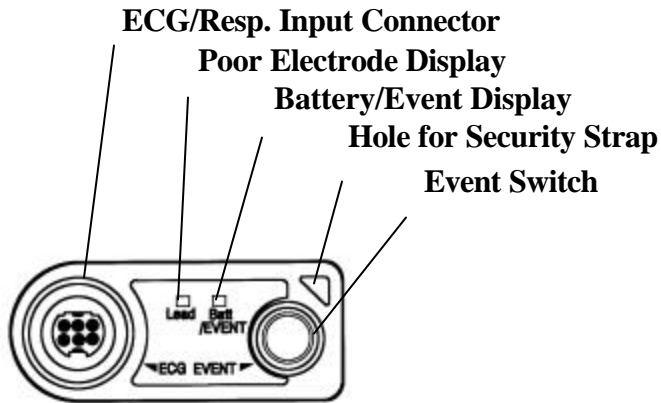 ECG/Resp. Input Connector
Poor Electrode Display
Battery/Event Display
Hole for Security Strap
Event Switch
Lead Batt
/EVENT
ECG EVENT